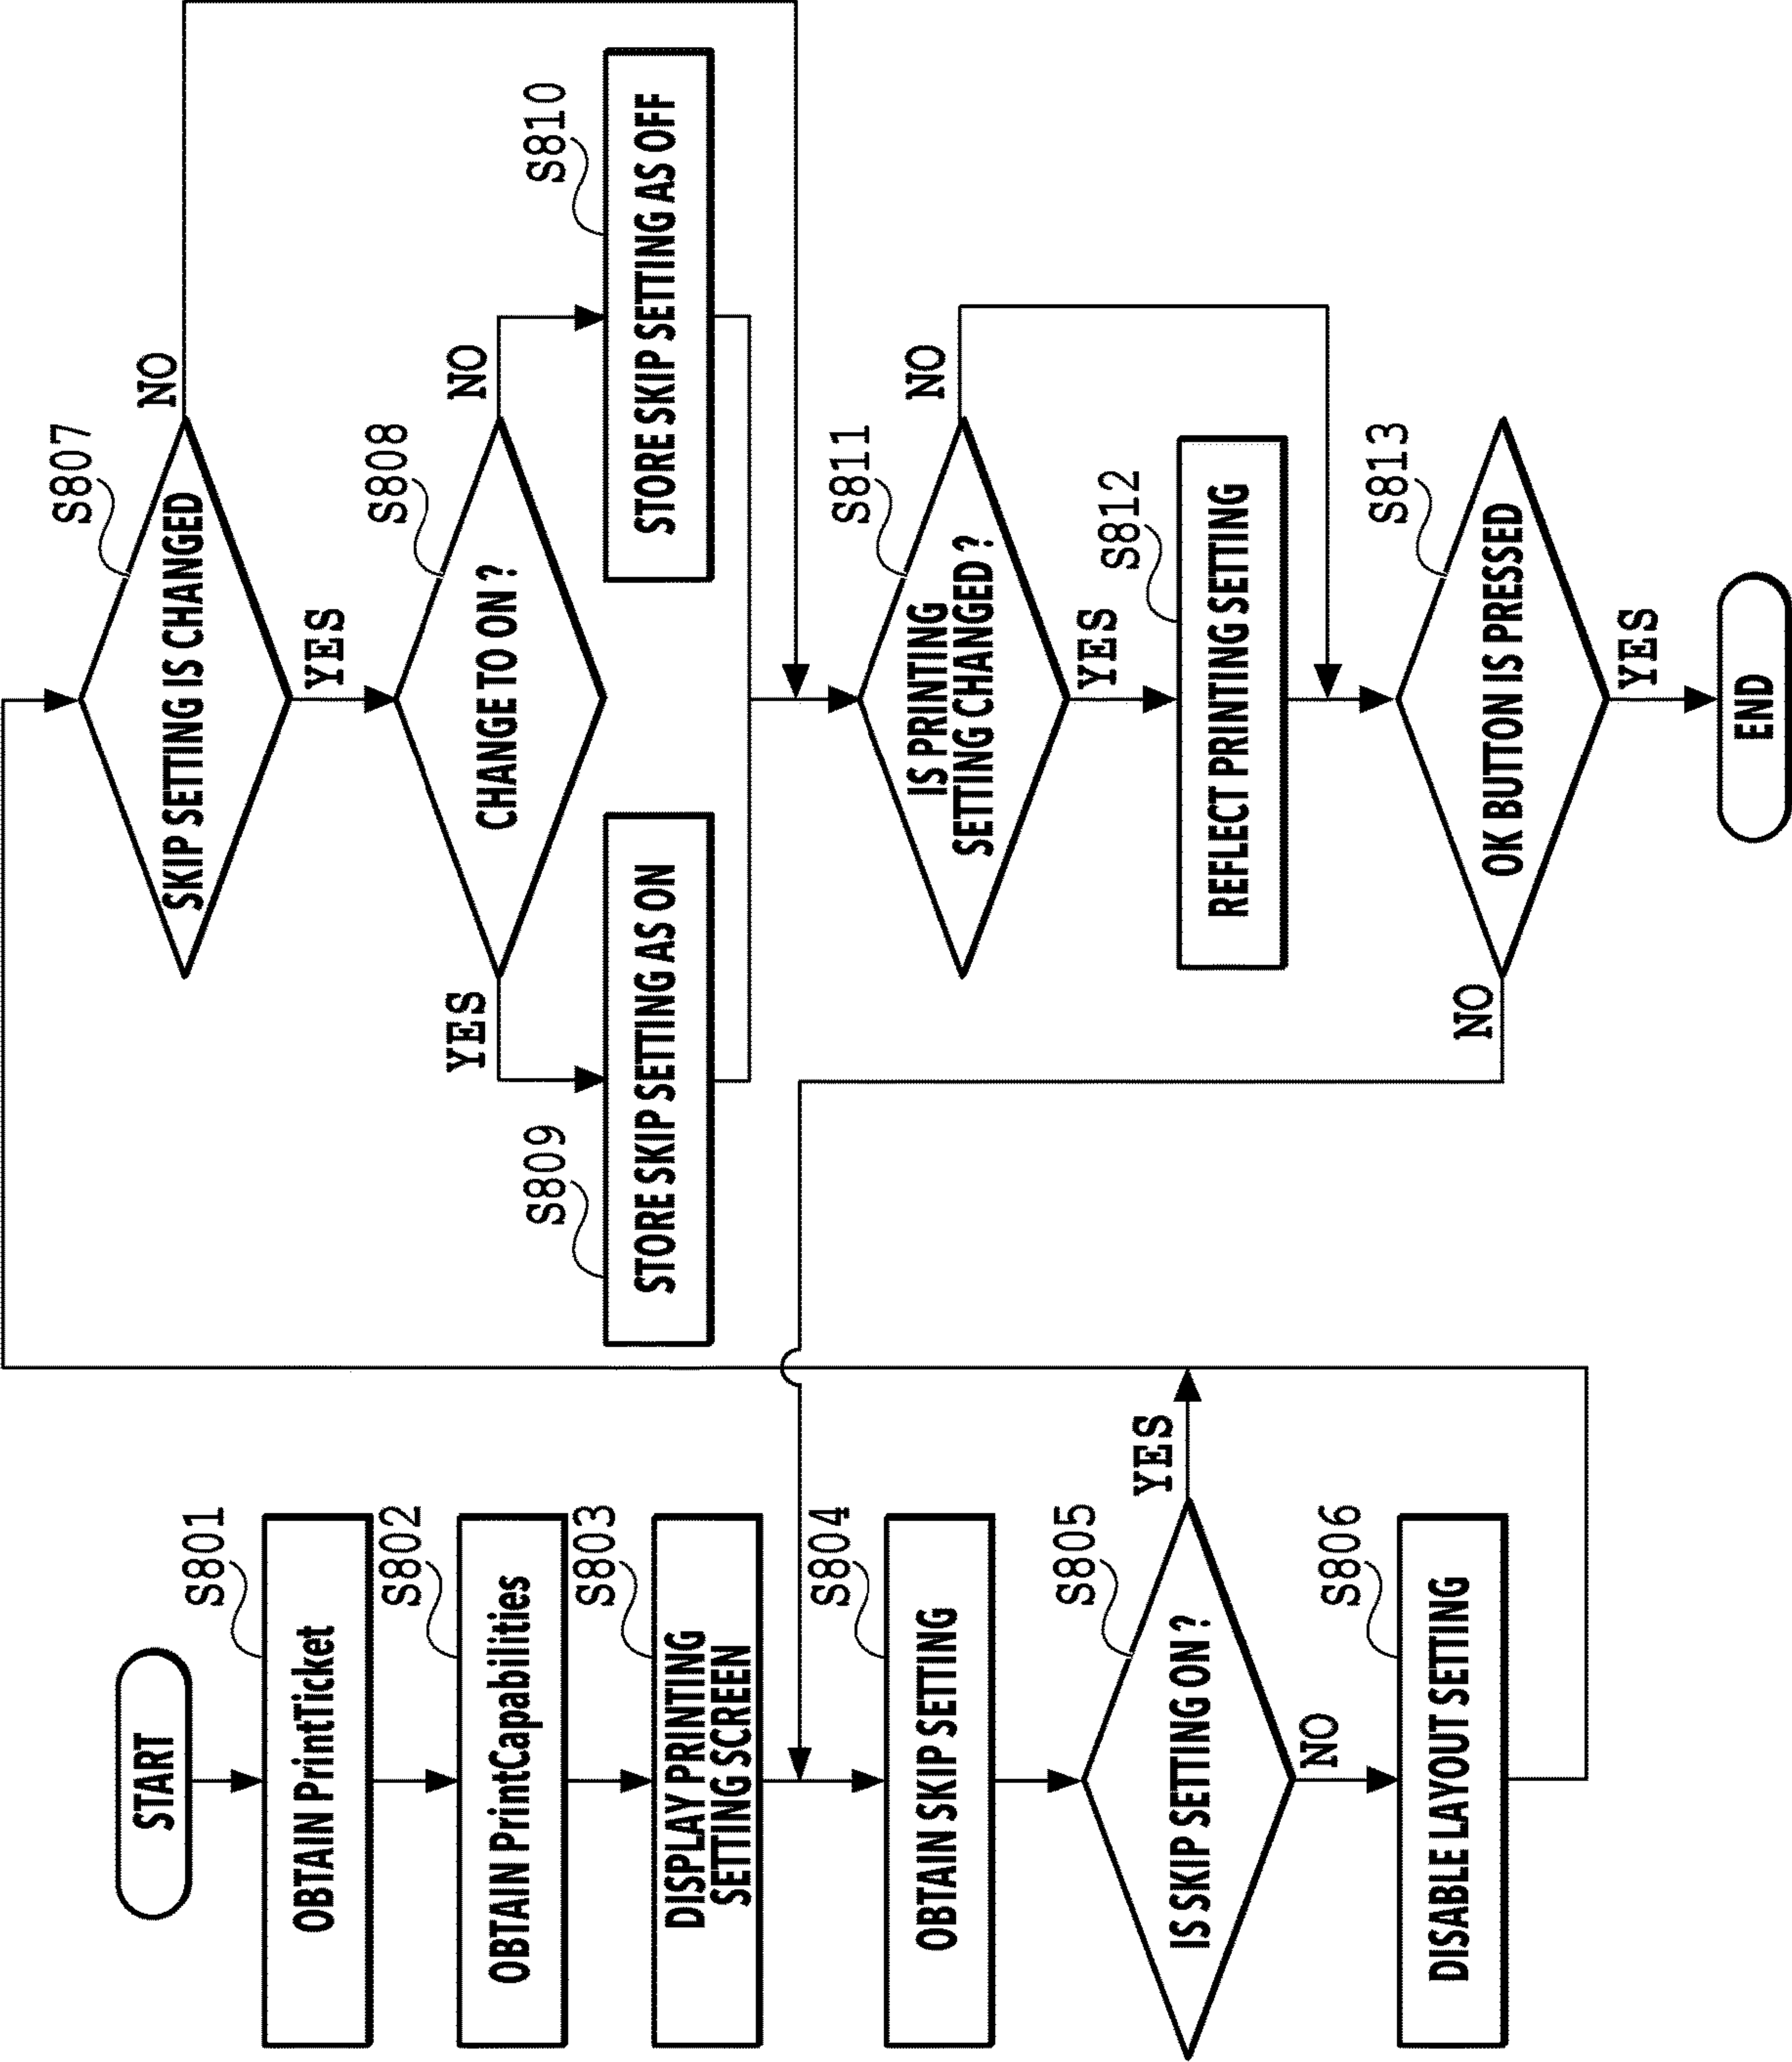 START
S801
OBTAIN PrintTicket
S802
OBTAIN PrintCapabilities
S803
DISPLAY PRINTING
SETTING SCREEN
S804
OBTAIN SKIP SETTING
S805
IS SKIP SETTING ON ?
YES
NO
S806
DISABLE LAYOUT SETTING
S807
SKIP SETTING IS CHANGED
NO
YES
S808
CHANGE TO ON ?
YES
NO
S809
STORE SKIP SETTING AS ON
S810
STORE SKIP SETTING AS OFF
S811
IS PRINTING
SETTING CHANGED ?
NO
YES
S812
REFLECT PRINTING SETTING
S813
OK BUTTON IS PRESSED
NO
YES
END